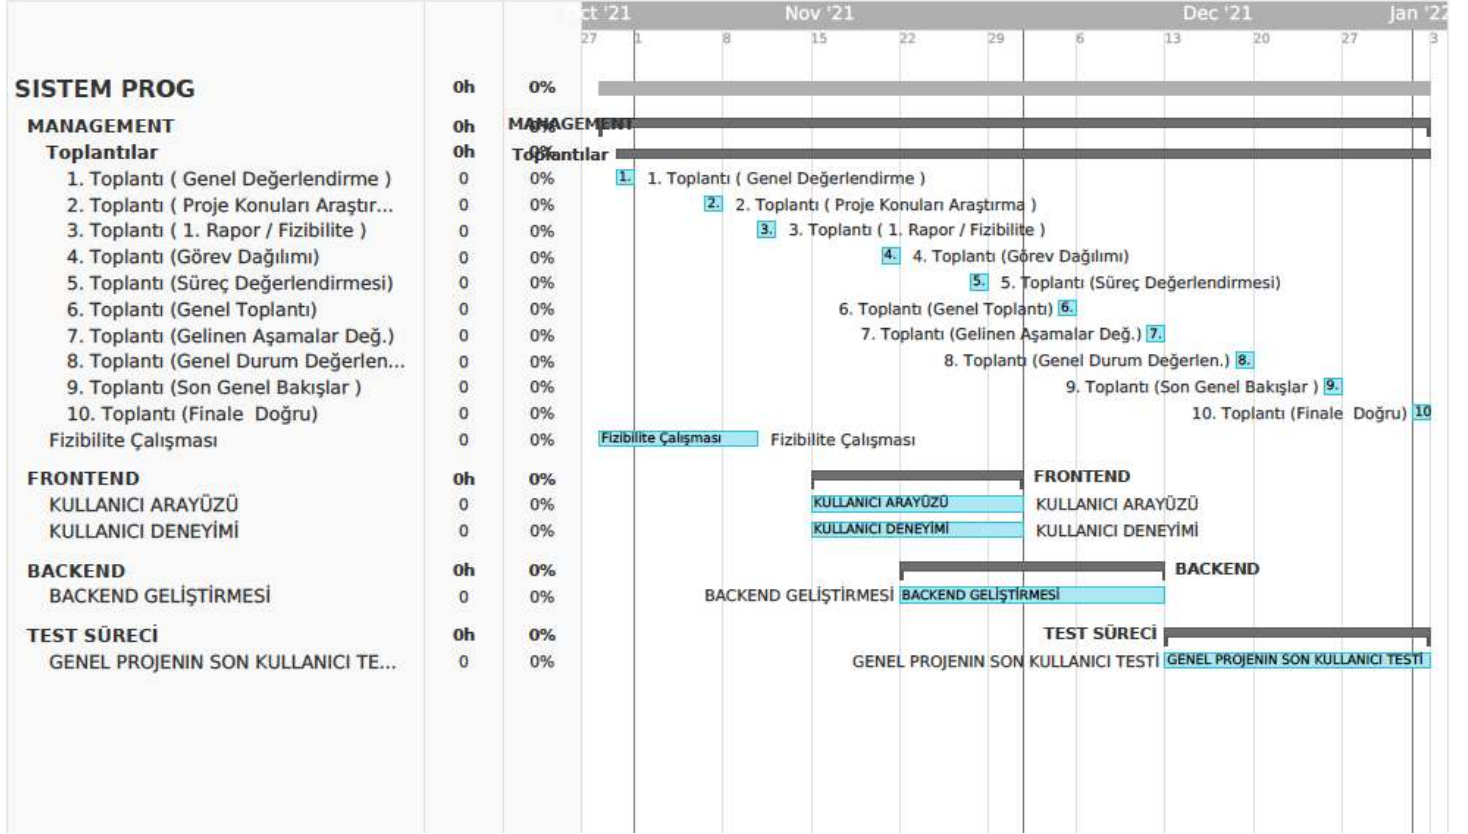 ct '21 Nov '21 Dec '21 Jan '22
27 1 8 15 22 29 6 13 20 27 3
SISTEM PROG 0h 0%
MANAGEMENT 0h 0% MANAGEMENT
Toplantılar 0h 0% Toplantılar
1. Toplantı ( Genel Değerlendirme ) 0 0% 1. 1. Toplantı ( Genel Değerlendirme )
2. Toplantı ( Proje Konuları Araştır... 0 0% 2. 2. Toplantı ( Proje Konuları Araştırma )
3. Toplantı ( 1. Rapor / Fizibilite ) 0 0% 3. 3. Toplantı ( 1. Rapor / Fizibilite )
4. Toplantı (Görev Dağılımı) 0 0% 4. 4. Toplantı (Görev Dağılımı)
5. Toplantı (Süreç Değerlendirmesi) 0 0% 5. 5. Toplantı (Süreç Değerlendirmesi)
6. Toplantı (Genel Toplantı) 0 0% 6. Toplantı (Genel Toplantı) 6.
7. Toplantı (Gelinen Aşamalar Değ.) 0 0% 7. Toplantı (Gelinen Aşamalar Değ.) 7.
8. Toplantı (Genel Durum Değerlen... 0 0% 8. Toplantı (Genel Durum Değerlen.) 8.
9. Toplantı (Son Genel Bakışlar ) 0 0% 9. Toplantı (Son Genel Bakışlar ) 9.
10. Toplantı (Finale Doğru) 0 0% 10. Toplantı (Finale Doğru) 10
Fizibilite Çalışması 0 0% Fizibilite Çalışması Fizibilite Çalışması
FRONTEND 0h 0% FRONTEND
KULLANICI ARAYÜZÜ 0 0% KULLANICI ARAYÜZÜ KULLANICI ARAYÜZÜ
KULLANICI DENEYİMİ 0 0% KULLANICI DENEYİMİ KULLANICI DENEYİMİ
BACKEND 0h 0% BACKEND
BACKEND GELİŞTİRMESİ 0 0% BACKEND GELİŞTİRMESİ BACKEND GELİŞTİRMESİ
TEST SÜRECİ 0h 0% TEST SÜRECİ
GENEL PROJENIN SON KULLANICI TE... 0 0% GENEL PROJENIN SON KULLANICI TESTİ GENEL PROJENIN SON KULLANICI TESTİ